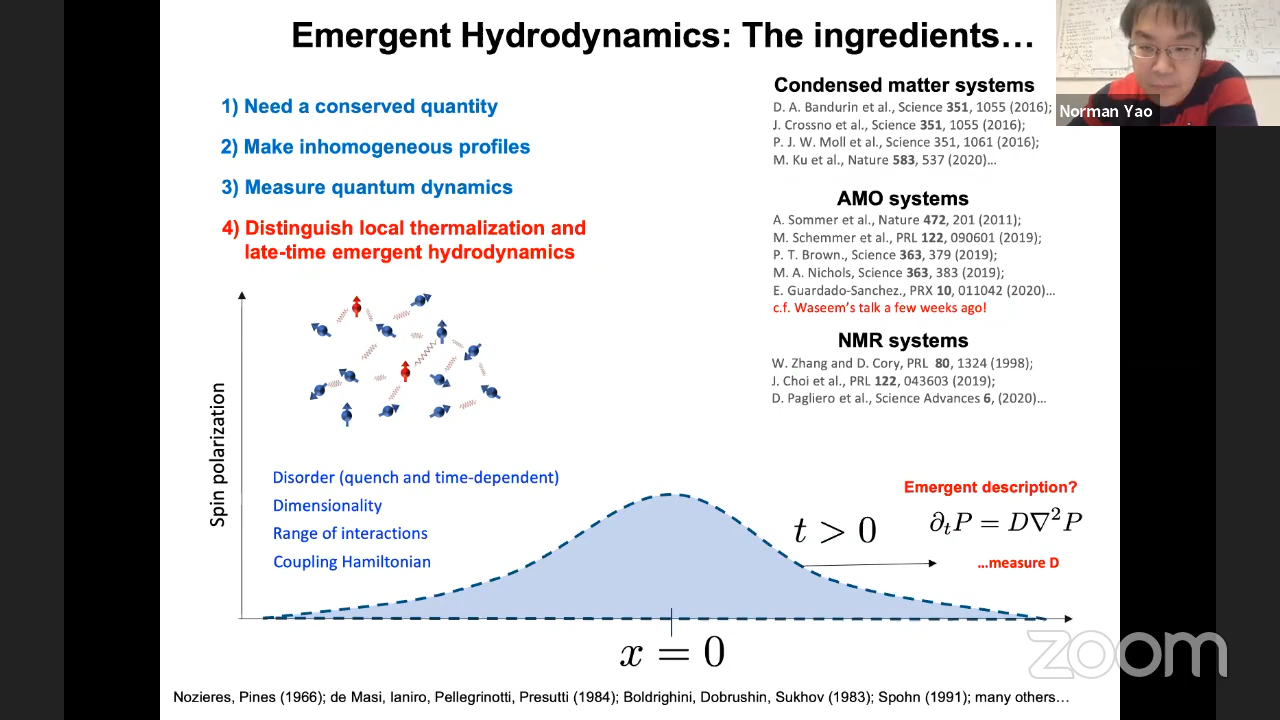 Emergent Hydrodynamics: The ingredients…
1) Need a conserved quantity
2) Make inhomogeneous profiles
3) Measure quantum dynamics
4) Distinguish local thermalization and
late-time emergent hydrodynamics
Condensed matter systems
D. A. Bandurin et al., Science 351, 1055 (2016);
J. Crossno et al., Science 351, 1055 (2016);
P. J. W. Moll et al., Science 351, 1061 (2016);
M. Ku et al., Nature 583, 537 (2020)…
Norman Yao
AMO systems
A. Sommer et al., Nature 472, 201 (2011);
M. Schemmer et al., PRL 122, 090601 (2019);
P. T. Brown., Science 363, 379 (2019);
M. A. Nichols, Science 363, 383 (2019);
E. Guardado-Sanchez., PRX 10, 011042 (2020)…
c.f. Waseem's talk a few weeks ago!
NMR systems
W. Zhang and D. Cory, PRL 80, 1324 (1998);
J. Choi et al., PRL 122, 043603 (2019);
D. Pagliero et al., Science Advances 6, (2020)…
Spin polarization
Disorder (quench and time-dependent)
Dimensionality
Range of interactions
Coupling Hamiltonian
t > 0
Emergent description?
∂ₜP = D∇²P
…measure D
x = 0
zoom
Nozieres, Pines (1966); de Masi, Ianiro, Pellegrinotti, Presutti (1984); Boldrighini, Dobrushin, Sukhov (1983); Spohn (1991); many others…